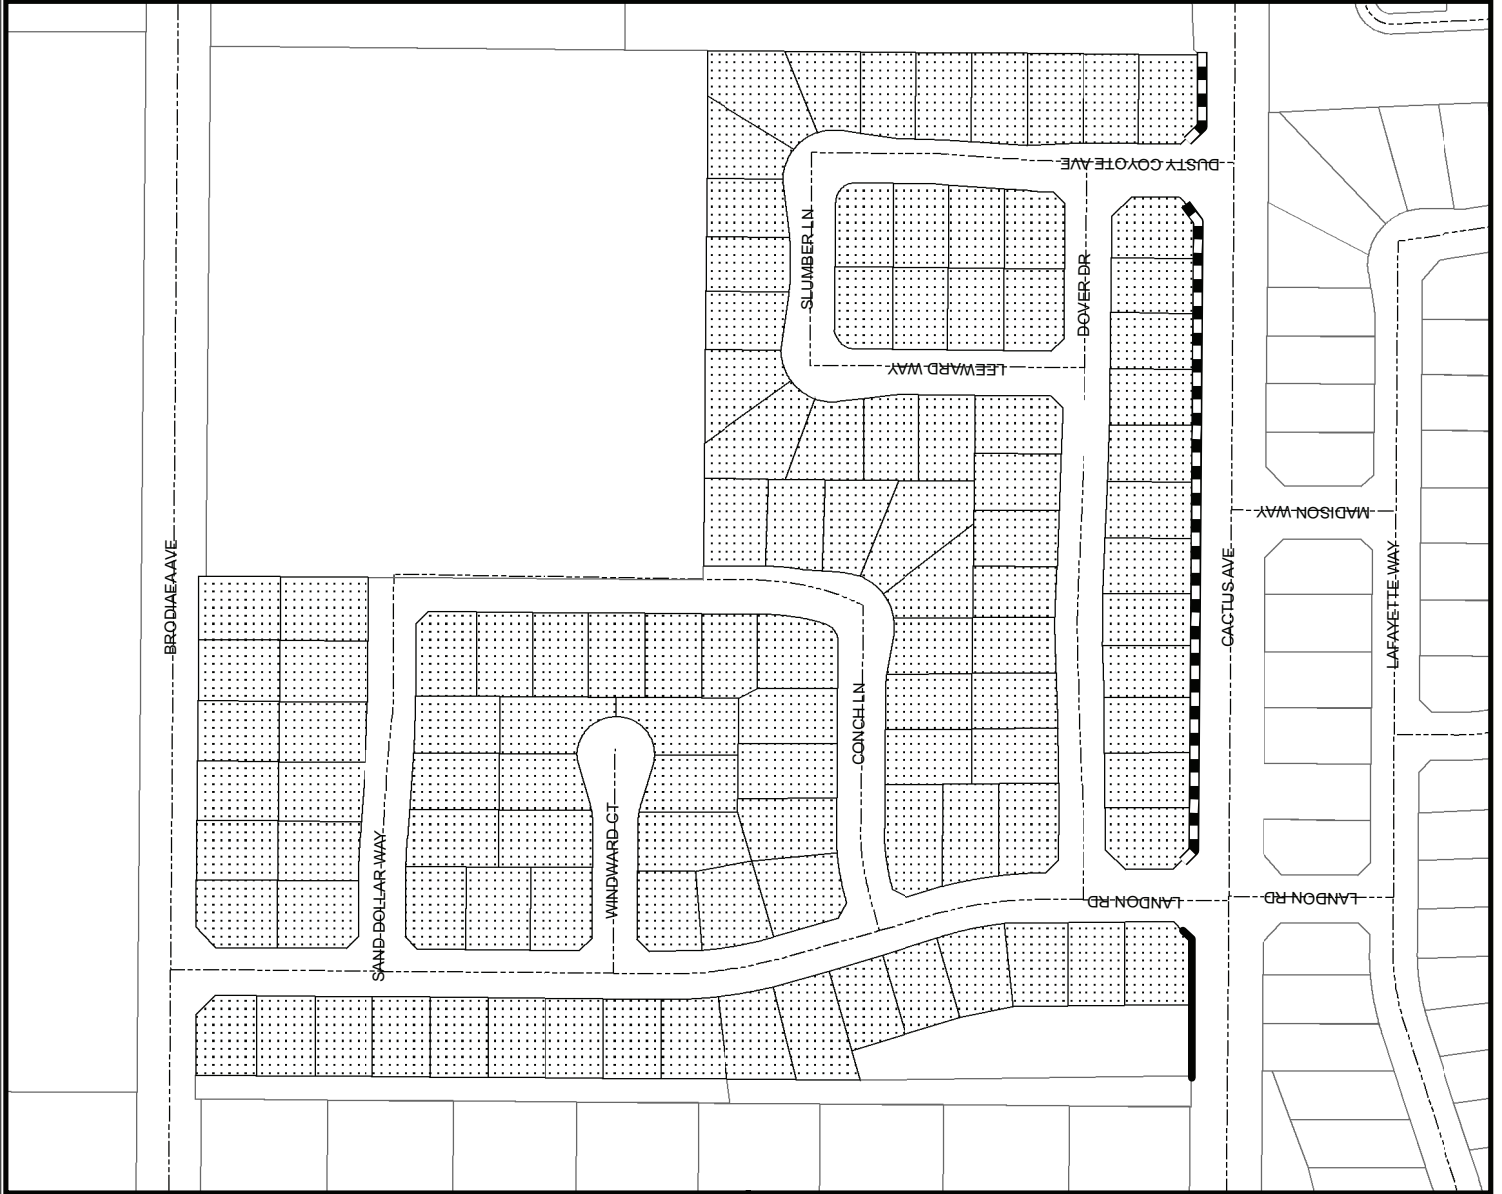 DUSTY COYOTE AVE
SLUMBER LN
DOVER DR
LEEWARD WAY
MADISON WAY
BRODIAEA AVE
CACTUS AVE
LAFAYETTE WAY
CONCH LN
WINDWARD CT
SAND DOLLAR WAY
LANDON RD
LANDON RD